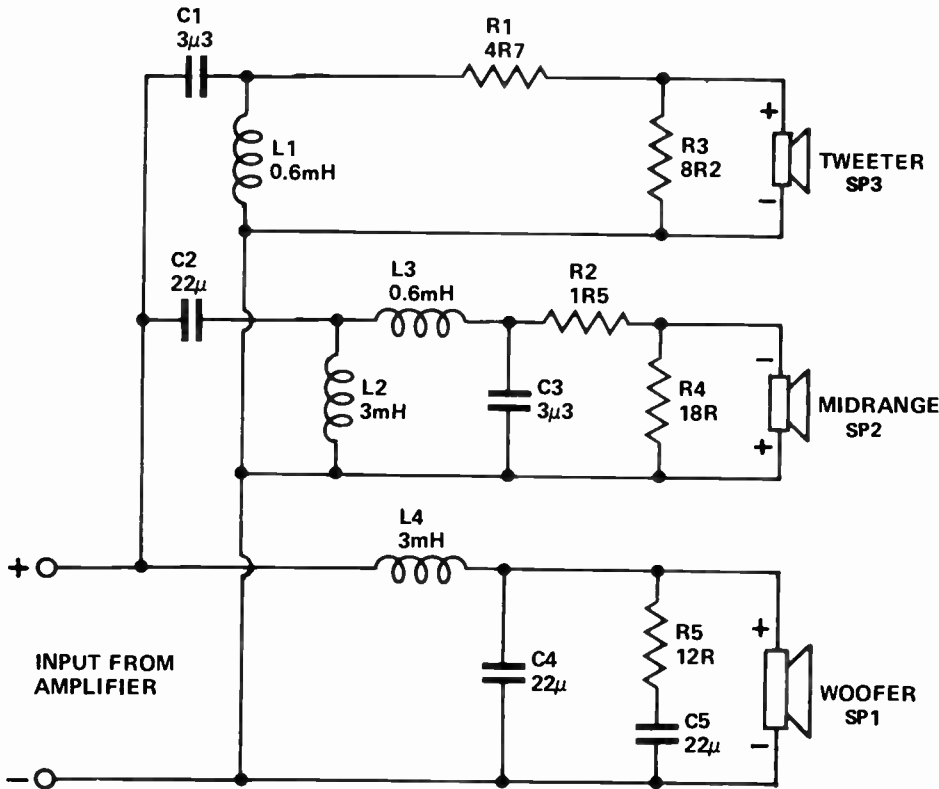 C1
3μ3
R1
4R7
L1
0.6mH
R3
8R2
+
−
TWEETER
SP3
C2
22μ
L3
0.6mH
R2
1R5
L2
3mH
C3
3μ3
R4
18R
−
+
MIDRANGE
SP2
L4
3mH
+
INPUT FROM
AMPLIFIER
−
C4
22μ
R5
12R
C5
22μ
+
−
WOOFER
SP1